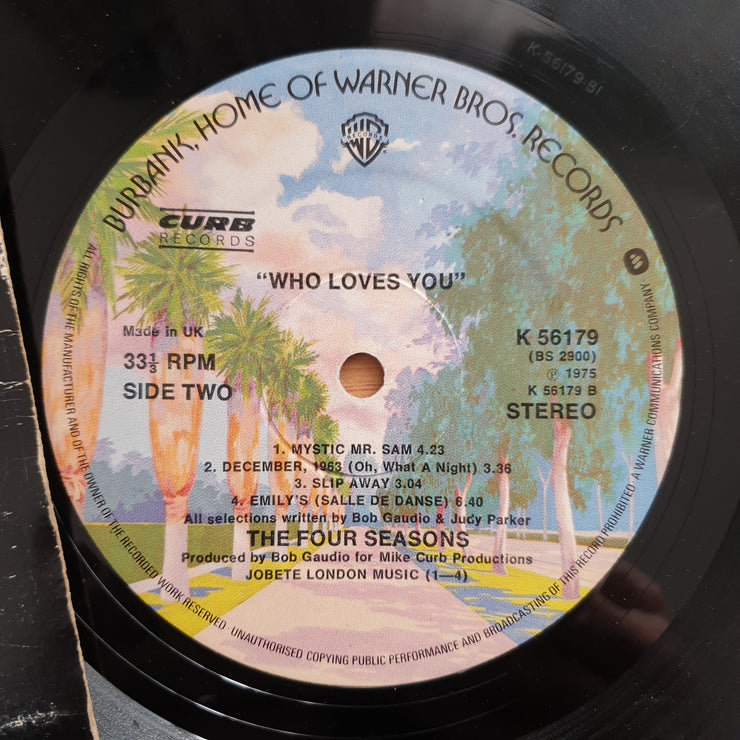 K-56179-B1
BURBANK, HOME OF WARNER BROS. RECORDS
RECORDS
CURB
RECORDS
"WHO LOVES YOU"
Made in UK
33⅓ RPM
SIDE TWO
K 56179
(BS 2900)
℗ 1975
K 56179 B
STEREO
1. MYSTIC MR. SAM 4.23
2. DECEMBER, 1963 (Oh, What A Night) 3.36
3. SLIP AWAY 3.04
4. EMILY'S (SALLE DE DANSE) 6.40
All selections written by Bob Gaudio & Judy Parker
THE FOUR SEASONS
Produced by Bob Gaudio for Mike Curb Productions
JOBETE LONDON MUSIC (1—4)
ALL RIGHTS OF THE MANUFACTURER AND OF THE OWNER OF THE RECORDED WORK RESERVED UNAUTHORISED COPYING PUBLIC PERFORMANCE AND BROADCASTING OF THIS RECORD PROHIBITED · A WARNER COMMUNICATIONS COMPANY